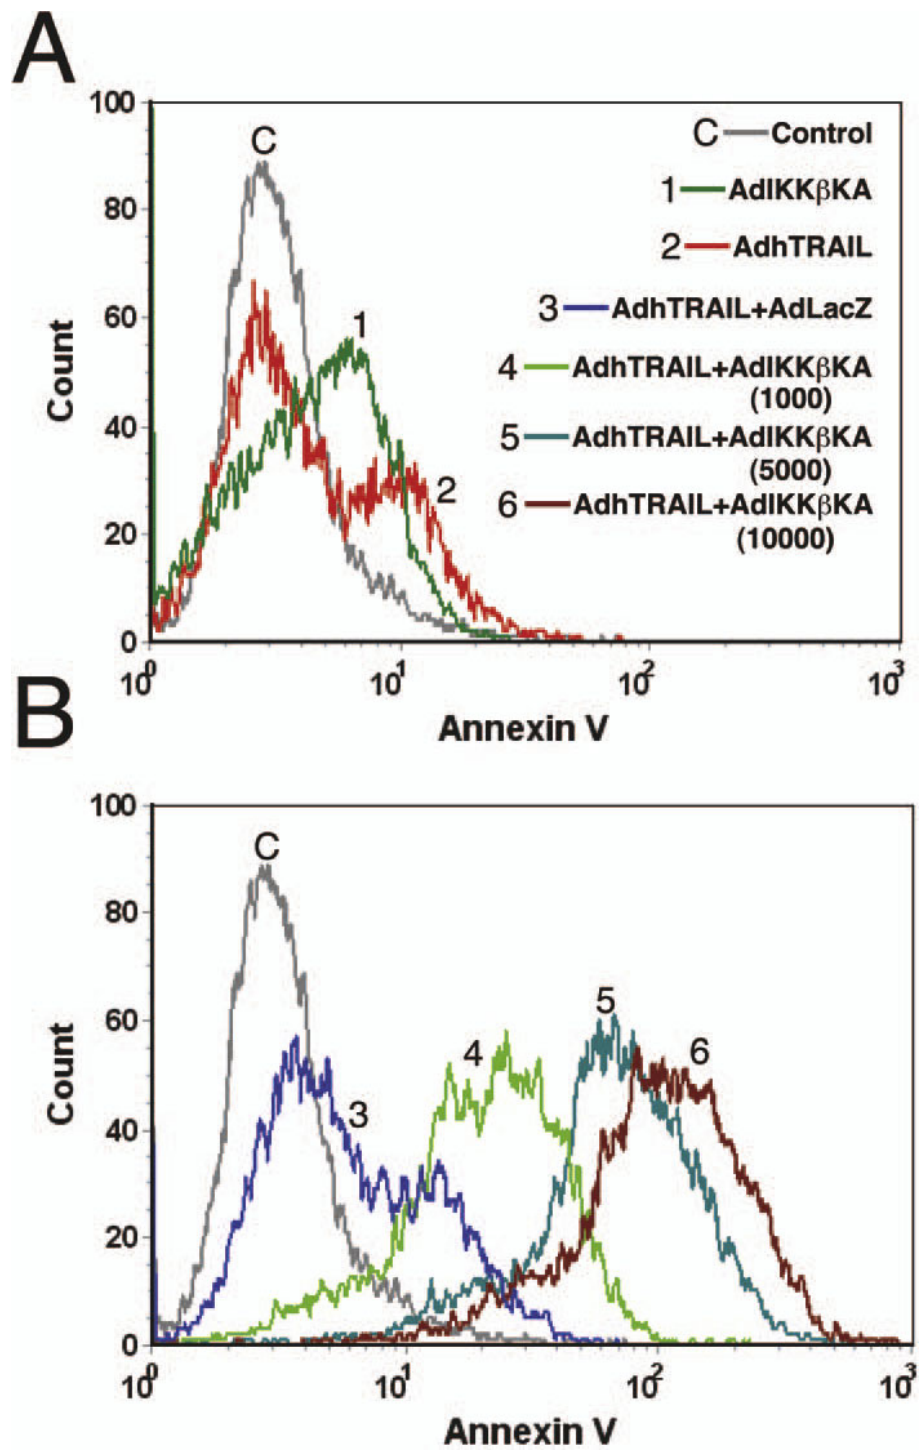 A
100
80
60
40
20
0
Count
C
1
2
C Control
1 AdIKKβKA
2 AdhTRAIL
3 AdhTRAIL+AdLacZ
4 AdhTRAIL+AdIKKβKA
(1000)
5 AdhTRAIL+AdIKKβKA
(5000)
6 AdhTRAIL+AdIKKβKA
(10000)
10⁰ 10¹ 10² 10³
Annexin V
B
100
80
60
40
20
0
Count
C
3
4
5
6
10⁰ 10¹ 10² 10³
Annexin V